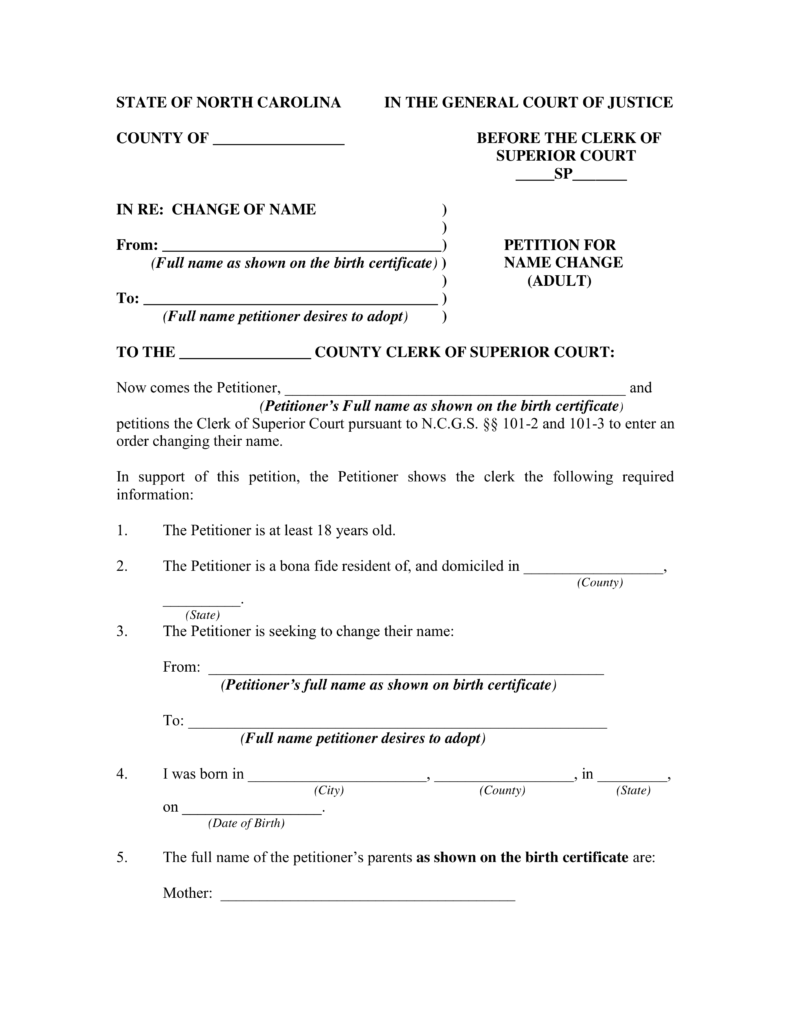 STATE OF NORTH CAROLINA IN THE GENERAL COURT OF JUSTICE
COUNTY OF _________________ BEFORE THE CLERK OF
SUPERIOR COURT
_____SP_______
IN RE: CHANGE OF NAME )
)
From: ____________________________________) PETITION FOR
(Full name as shown on the birth certificate) ) NAME CHANGE
) (ADULT)
To: ______________________________________ )
(Full name petitioner desires to adopt) )
TO THE _________________ COUNTY CLERK OF SUPERIOR COURT:
Now comes the Petitioner, ____________________________________________ and
(Petitioner's Full name as shown on the birth certificate)
petitions the Clerk of Superior Court pursuant to N.C.G.S. §§ 101-2 and 101-3 to enter an
order changing their name.
In support of this petition, the Petitioner shows the clerk the following required
information:
1. The Petitioner is at least 18 years old.
2. The Petitioner is a bona fide resident of, and domiciled in __________________,
(County)
__________.
(State)
3. The Petitioner is seeking to change their name:
From: ___________________________________________________
(Petitioner's full name as shown on birth certificate)
To: ______________________________________________________
(Full name petitioner desires to adopt)
4. I was born in _______________________, __________________, in _________,
(City) (County) (State)
on __________________.
(Date of Birth)
5. The full name of the petitioner's parents as shown on the birth certificate are:
Mother: ______________________________________